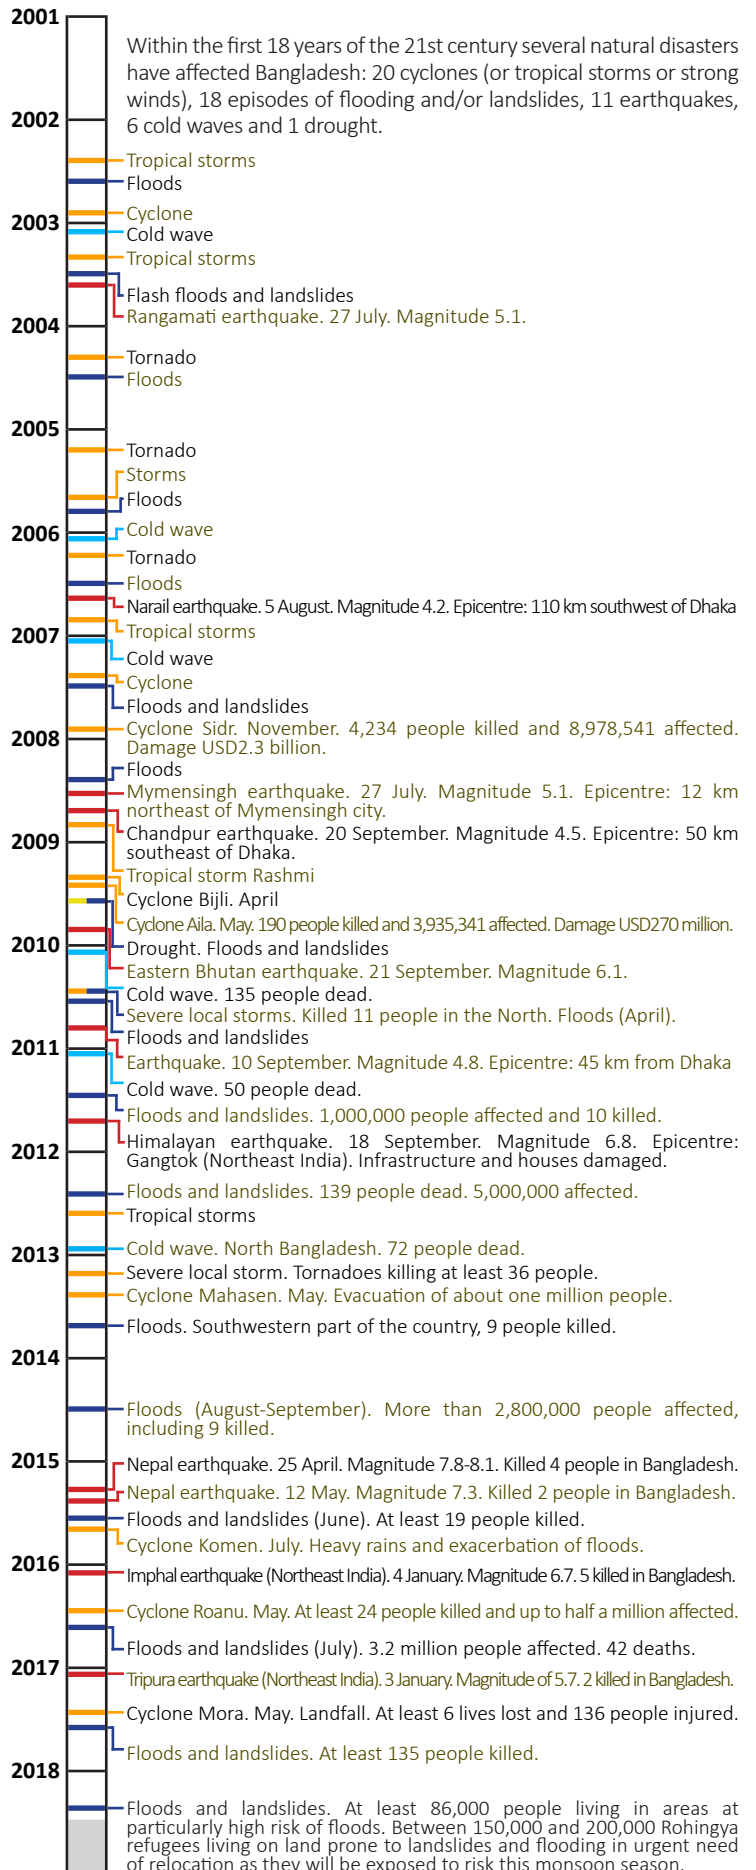 2001
Within the first 18 years of the 21st century several natural disasters
have affected Bangladesh: 20 cyclones (or tropical storms or strong
winds), 18 episodes of flooding and/or landslides, 11 earthquakes,
6 cold waves and 1 drought.
2002
Tropical storms
Floods
Cyclone
2003
Cold wave
Tropical storms
Flash floods and landslides
Rangamati earthquake. 27 July. Magnitude 5.1.
2004
Tornado
Floods
2005
Tornado
Storms
Floods
2006
Cold wave
Tornado
Floods
Narail earthquake. 5 August. Magnitude 4.2. Epicentre: 110 km southwest of Dhaka
Tropical storms
2007
Cold wave
Cyclone
Floods and landslides
Cyclone Sidr. November. 4,234 people killed and 8,978,541 affected.
Damage USD2.3 billion.
2008
Floods
Mymensingh earthquake. 27 July. Magnitude 5.1. Epicentre: 12 km
northeast of Mymensingh city.
Chandpur earthquake. 20 September. Magnitude 4.5. Epicentre: 50 km
southeast of Dhaka.
2009
Tropical storm Rashmi
Cyclone Bijli. April
Cyclone Aila. May. 190 people killed and 3,935,341 affected. Damage USD270 million.
Drought. Floods and landslides
2010
Eastern Bhutan earthquake. 21 September. Magnitude 6.1.
Cold wave. 135 people dead.
Severe local storms. Killed 11 people in the North. Floods (April).
Floods and landslides
2011
Earthquake. 10 September. Magnitude 4.8. Epicentre: 45 km from Dhaka
Cold wave. 50 people dead.
Floods and landslides. 1,000,000 people affected and 10 killed.
Himalayan earthquake. 18 September. Magnitude 6.8. Epicentre:
Gangtok (Northeast India). Infrastructure and houses damaged.
2012
Floods and landslides. 139 people dead. 5,000,000 affected.
Tropical storms
Cold wave. North Bangladesh. 72 people dead.
2013
Severe local storm. Tornadoes killing at least 36 people.
Cyclone Mahasen. May. Evacuation of about one million people.
Floods. Southwestern part of the country, 9 people killed.
2014
Floods (August-September). More than 2,800,000 people affected,
including 9 killed.
2015
Nepal earthquake. 25 April. Magnitude 7.8-8.1. Killed 4 people in Bangladesh.
Nepal earthquake. 12 May. Magnitude 7.3. Killed 2 people in Bangladesh.
Floods and landslides (June). At least 19 people killed.
Cyclone Komen. July. Heavy rains and exacerbation of floods.
2016
Imphal earthquake (Northeast India). 4 January. Magnitude 6.7. 5 killed in Bangladesh.
Cyclone Roanu. May. At least 24 people killed and up to half a million affected.
Floods and landslides (July). 3.2 million people affected. 42 deaths.
2017
Tripura earthquake (Northeast India). 3 January. Magnitude of 5.7. 2 killed in Bangladesh.
Cyclone Mora. May. Landfall. At least 6 lives lost and 136 people injured.
Floods and landslides. At least 135 people killed.
2018
Floods and landslides. At least 86,000 people living in areas at
particularly high risk of floods. Between 150,000 and 200,000 Rohingya
refugees living on land prone to landslides and flooding in urgent need
of relocation as they will be exposed to risk this monsoon season.